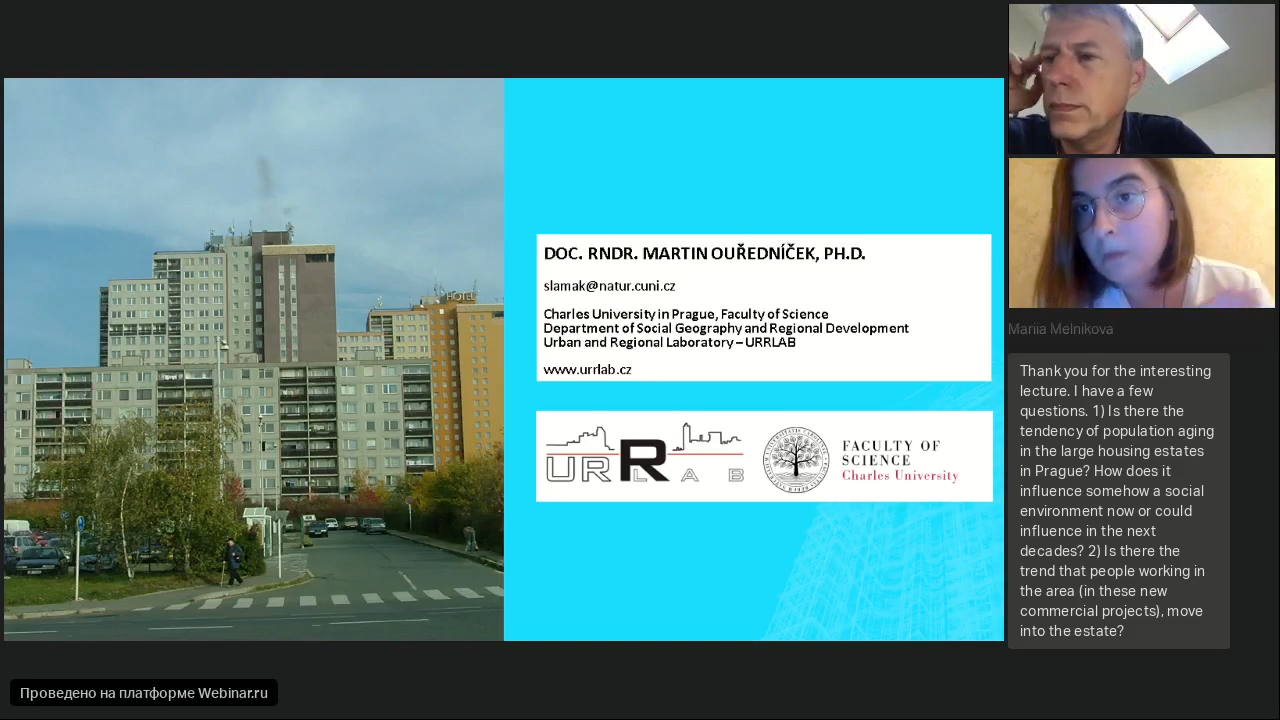 HOTEL
DOC. RNDR. MARTIN OUŘEDNÍČEK, PH.D.
slamak@natur.cuni.cz
Charles University in Prague, Faculty of Science
Department of Social Geography and Regional Development
Urban and Regional Laboratory – URRLAB
www.urrlab.cz
URRLAB
FACULTY OF
SCIENCE
Charles University
Mariia Melnikova
Thank you for the interesting
lecture. I have a few
questions. 1) Is there the
tendency of population aging
in the large housing estates
in Prague? How does it
influence somehow a social
environment now or could
influence in the next
decades? 2) Is there the
trend that people working in
the area (in these new
commercial projects), move
into the estate?
Проведено на платформе Webinar.ru